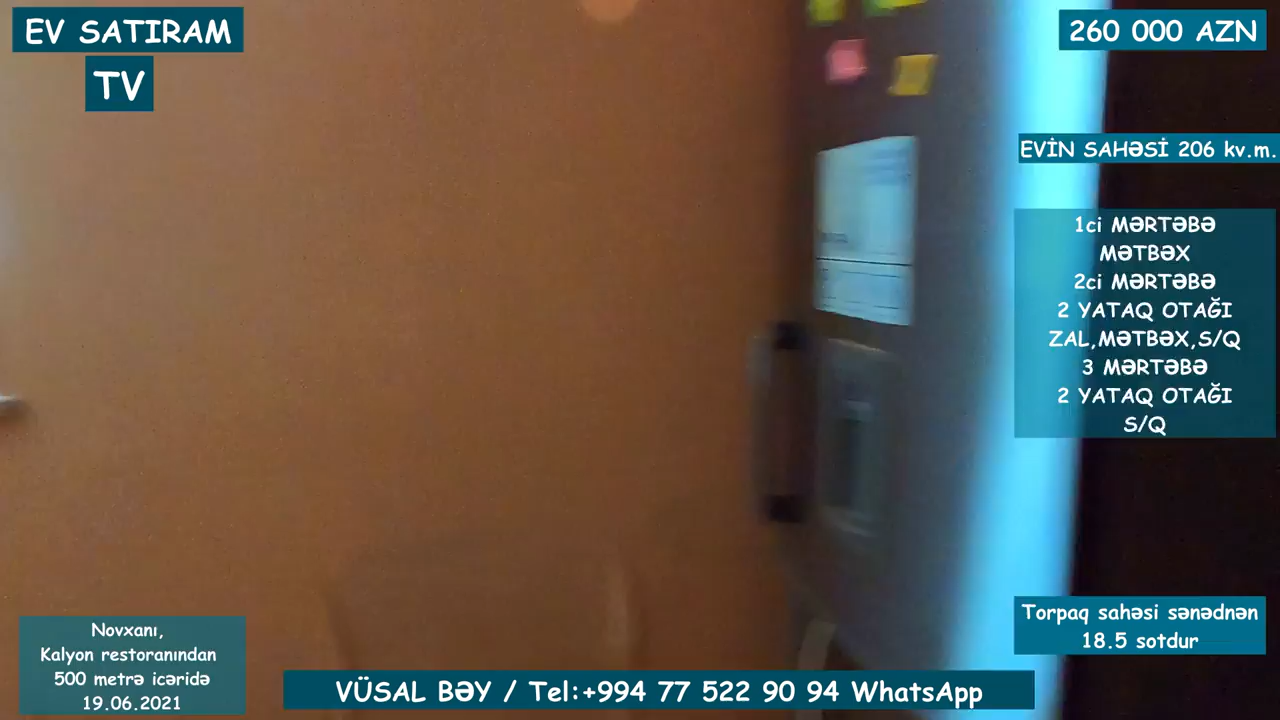 EV SATIRAM
TV
260 000 AZN
EVİN SAHƏSİ 206 kv.m.
1ci MƏRTƏBƏ
MƏTBƏX
2ci MƏRTƏBƏ
2 YATAQ OTAĞI
ZAL,MƏTBƏX,S/Q
3 MƏRTƏBƏ
2 YATAQ OTAĞI
S/Q
Torpaq sahəsi sənədnən
18.5 sotdur
Novxanı,
Kalyon restoranından
500 metrə icəridə
19.06.2021
VÜSAL BƏY / Tel:+994 77 522 90 94 WhatsApp